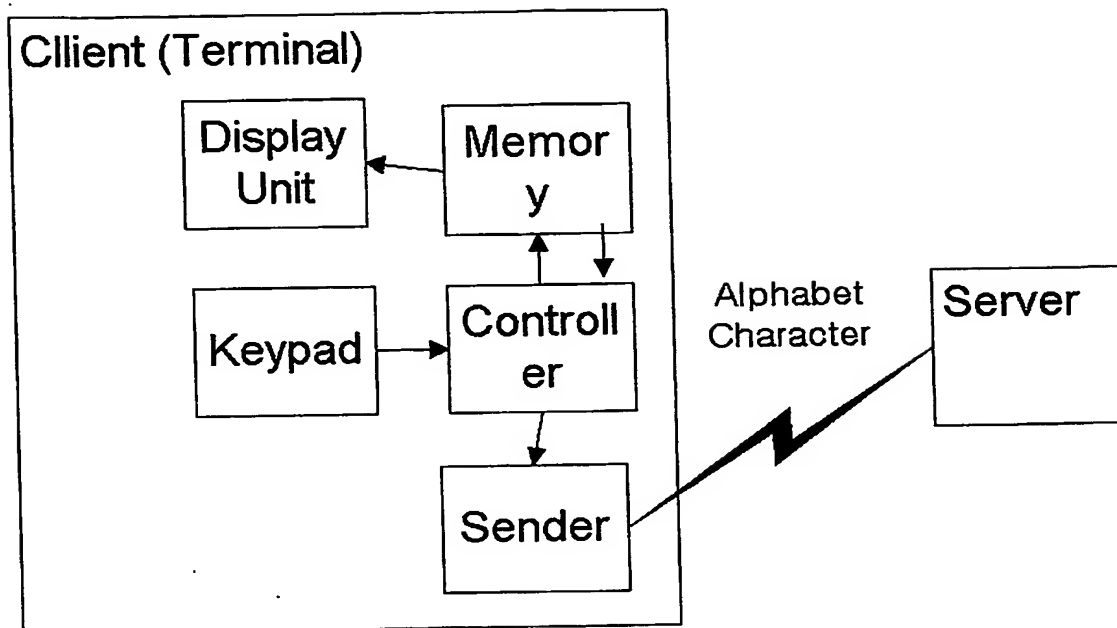 Cllient (Terminal)
Display
Unit
Memor
y
Keypad
Controll
er
Sender
Alphabet
Character
Server